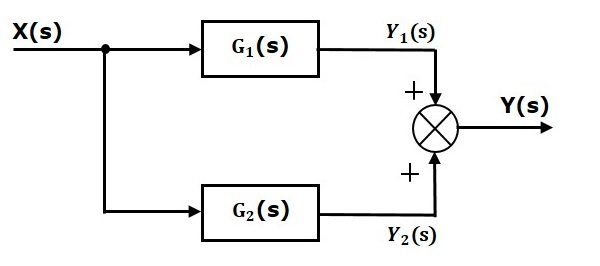 X(s)
G₁(s)
Y₁(s)
+
Y(s)
+
G₂(s)
Y₂(s)